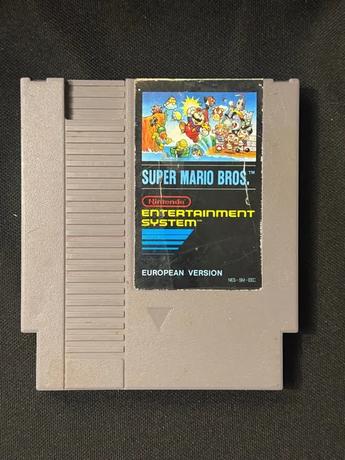 SUPER MARIO BROS.™
Nintendo
ENTERTAINMENT
SYSTEM™
EUROPEAN VERSION
NES-SM-EEC